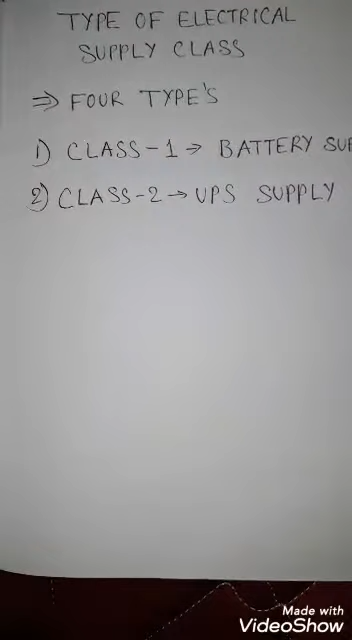 TYPE OF ELECTRICAL
SUPPLY CLASS
⇒ FOUR TYPE'S
1) CLASS-1 → BATTERY SUP
2) CLASS-2 → UPS SUPPLY
Made with
VideoShow